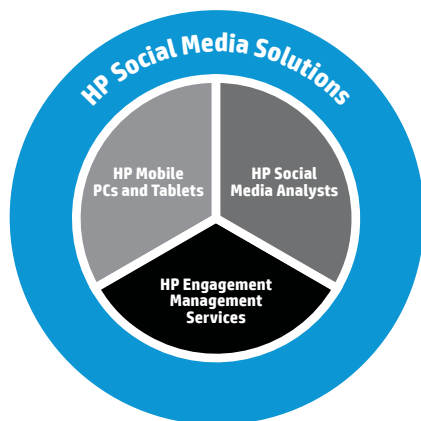 HP Social Media Solutions
HP Mobile
PCs and Tablets
HP Social
Media Analysts
HP Engagement
Management
Services